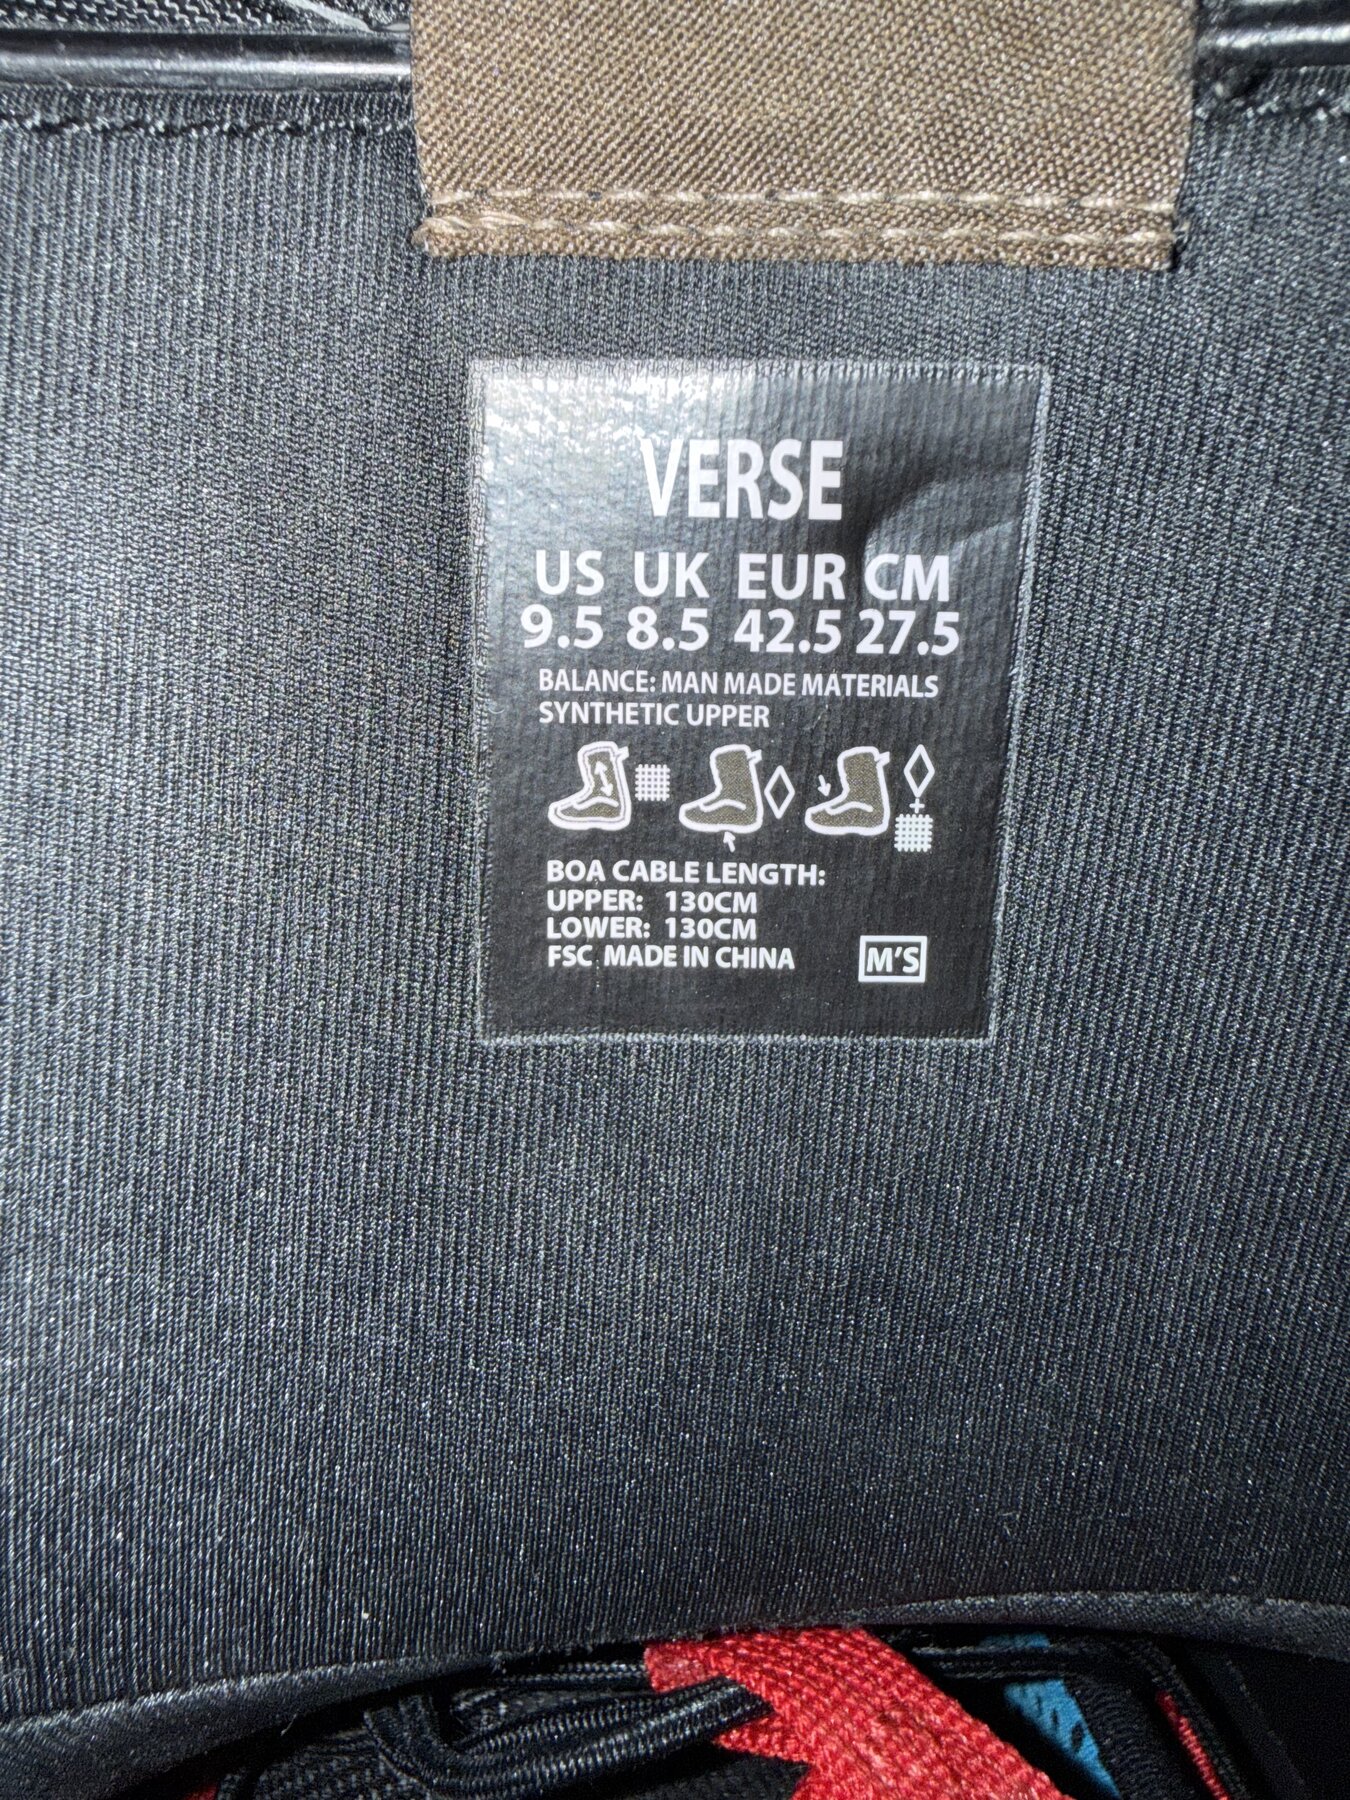 VERSE
US UK EUR CM
9.5 8.5 42.5 27.5
BALANCE: MAN MADE MATERIALS
SYNTHETIC UPPER
BOA CABLE LENGTH:
UPPER: 130CM
LOWER: 130CM
FSC MADE IN CHINA
M'S